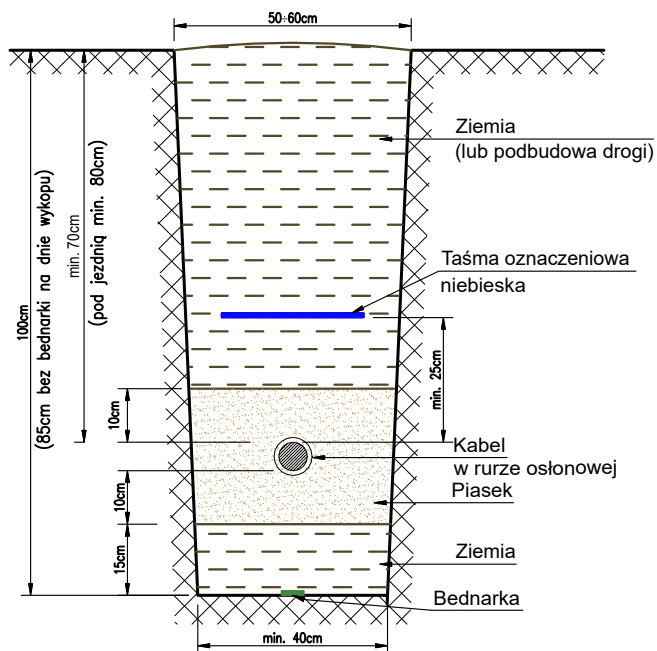 50÷60cm
100cm
(85cm bez bednarki na dnie wykopu)
min. 70cm
(pod jezdnią min. 80cm)
Ziemia
(lub podbudowa drogi)
Taśma oznaczeniowa
niebieska
min. 25cm
10cm
Kabel
w rurze osłonowej
Piasek
10cm
15cm
Ziemia
Bednarka
min. 40cm